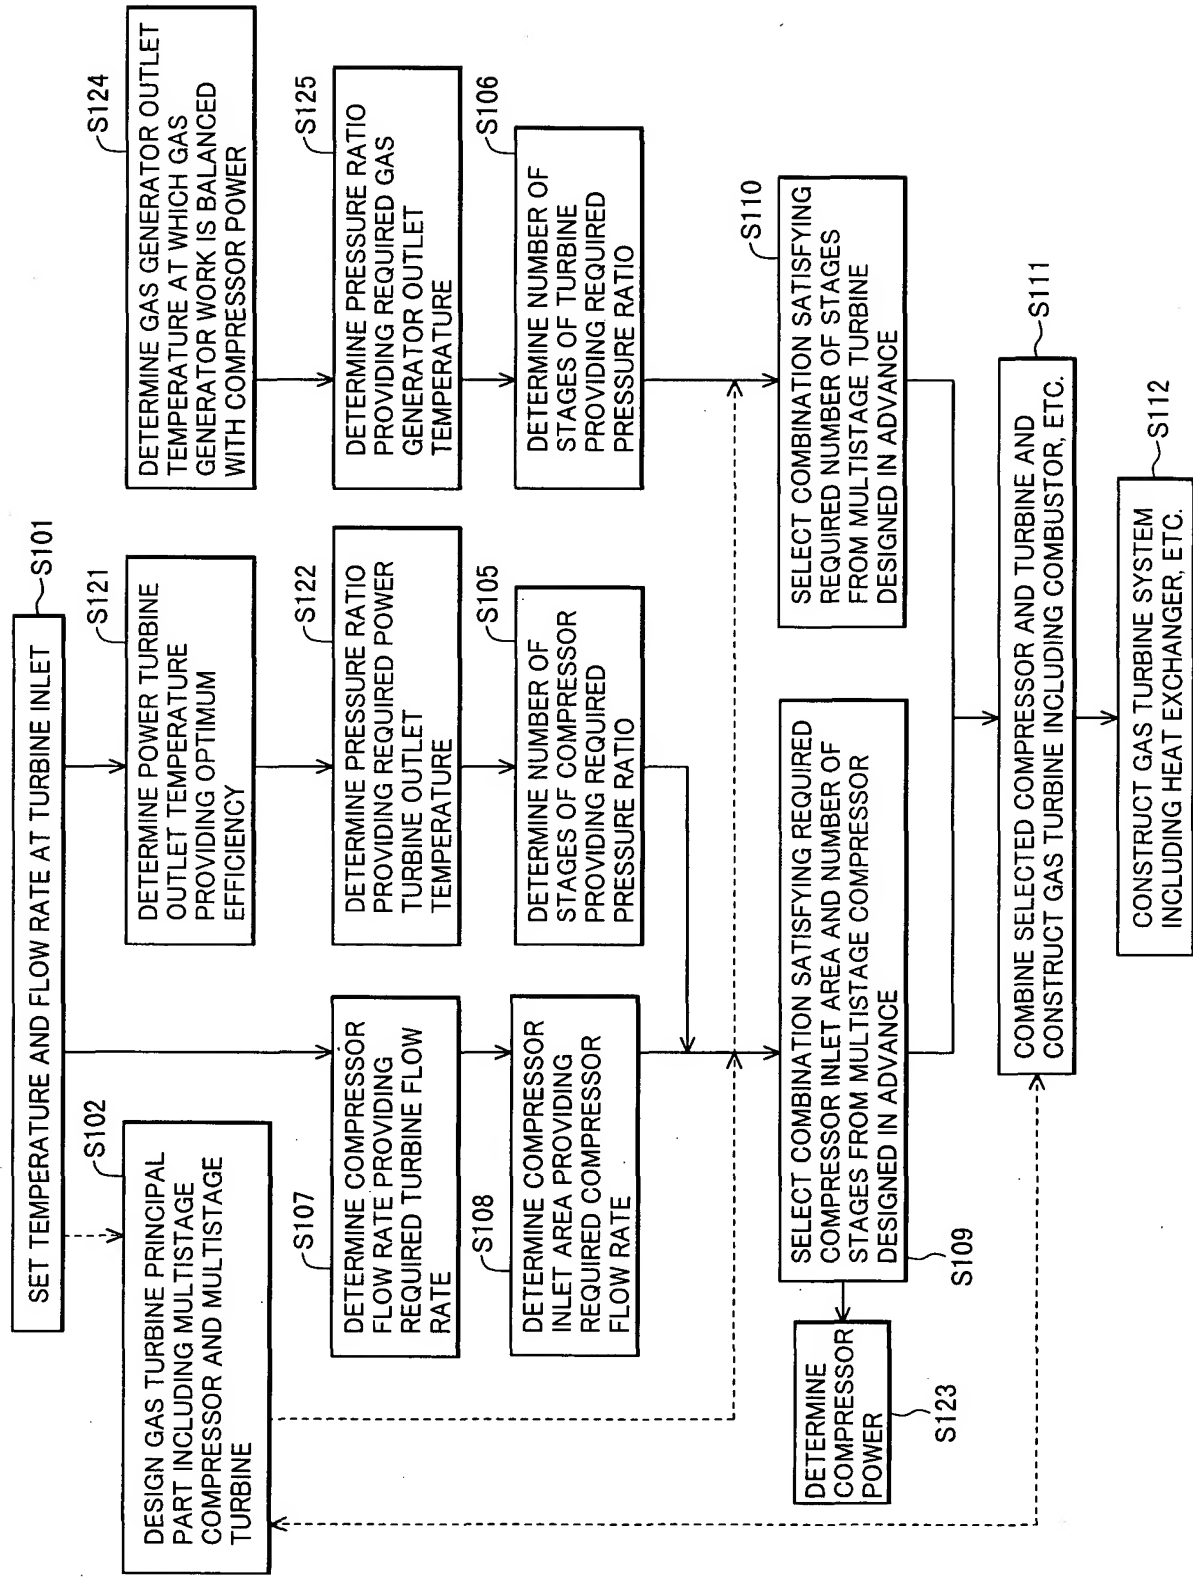 SET TEMPERATURE AND FLOW RATE AT TURBINE INLET
S101
S102
DESIGN GAS TURBINE PRINCIPAL
PART INCLUDING MULTISTAGE
COMPRESSOR AND MULTISTAGE
TURBINE
S121
DETERMINE POWER TURBINE
OUTLET TEMPERATURE
PROVIDING OPTIMUM
EFFICIENCY
S124
DETERMINE GAS GENERATOR OUTLET
TEMPERATURE AT WHICH GAS
GENERATOR WORK IS BALANCED
WITH COMPRESSOR POWER
S107
DETERMINE COMPRESSOR
FLOW RATE PROVIDING
REQUIRED TURBINE FLOW
RATE
S122
DETERMINE PRESSURE RATIO
PROVIDING REQUIRED POWER
TURBINE OUTLET
TEMPERATURE
S125
DETERMINE PRESSURE RATIO
PROVIDING REQUIRED GAS
GENERATOR OUTLET
TEMPERATURE
S108
DETERMINE COMPRESSOR
INLET AREA PROVIDING
REQUIRED COMPRESSOR
FLOW RATE
S105
DETERMINE NUMBER OF
STAGES OF COMPRESSOR
PROVIDING REQUIRED
PRESSURE RATIO
S106
DETERMINE NUMBER OF
STAGES OF TURBINE
PROVIDING REQUIRED
PRESSURE RATIO
SELECT COMBINATION SATISFYING REQUIRED
COMPRESSOR INLET AREA AND NUMBER OF
STAGES FROM MULTISTAGE COMPRESSOR
DESIGNED IN ADVANCE
S109
S110
SELECT COMBINATION SATISFYING
REQUIRED NUMBER OF STAGES
FROM MULTISTAGE TURBINE
DESIGNED IN ADVANCE
DETERMINE
COMPRESSOR
POWER
S123
S111
COMBINE SELECTED COMPRESSOR AND TURBINE AND
CONSTRUCT GAS TURBINE INCLUDING COMBUSTOR, ETC.
S112
CONSTRUCT GAS TURBINE SYSTEM
INCLUDING HEAT EXCHANGER, ETC.